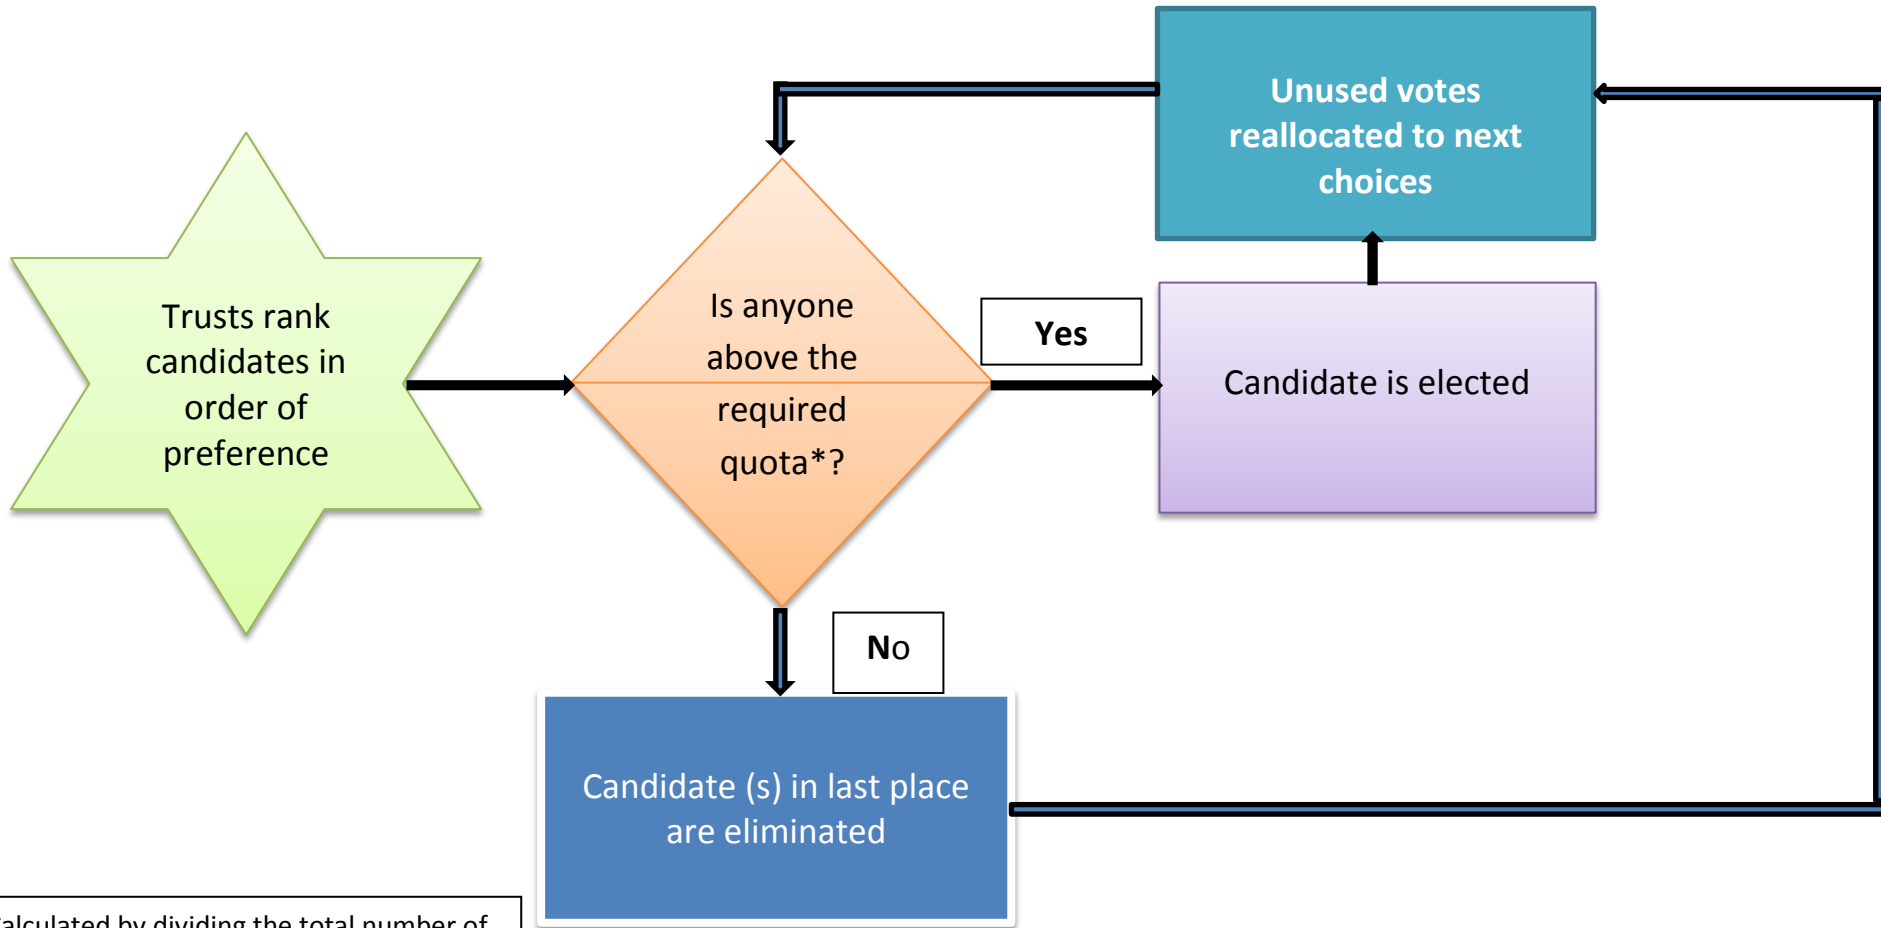 Trusts rank
candidates in
order of
preference
Is anyone
above the
required
quota*?
Yes
Candidate is elected
Unused votes
reallocated to next
choices
No
Candidate (s) in last place
are eliminated
by dividing the total number of